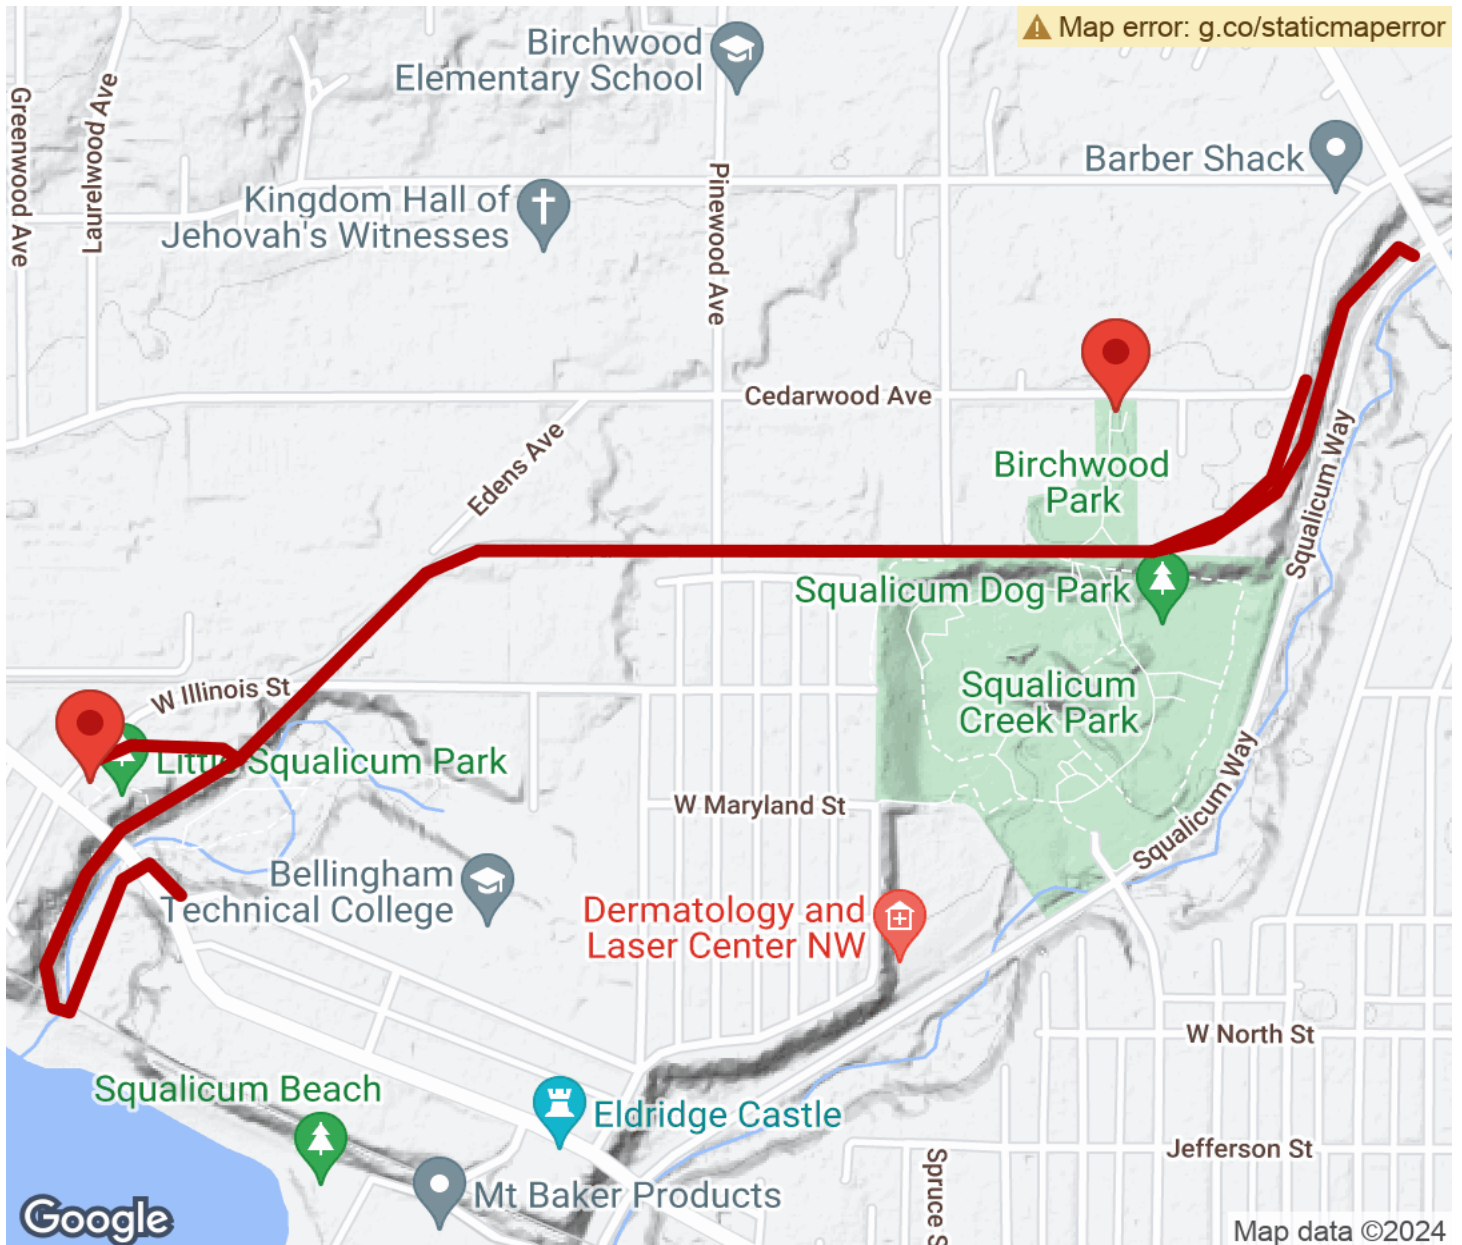 Map error: g.co/staticmaperror
Birchwood
Elementary School
Greenwood Ave
Laurelwood Ave
Barber Shack
Kingdom Hall of
Jehovah's Witnesses
Pinewood Ave
Cedarwood Ave
Edens Ave
Birchwood
Park
Squalicum Way
Squalicum Dog Park
Squalicum
Creek Park
W Illinois St
Little Squalicum Park
W Maryland St
Squalicum Way
Bellingham
Technical College
Dermatology and
Laser Center NW
W North St
Squalicum Beach
Eldridge Castle
Jefferson St
Spruce S
Mt Baker Products
Google
Map data ©2024